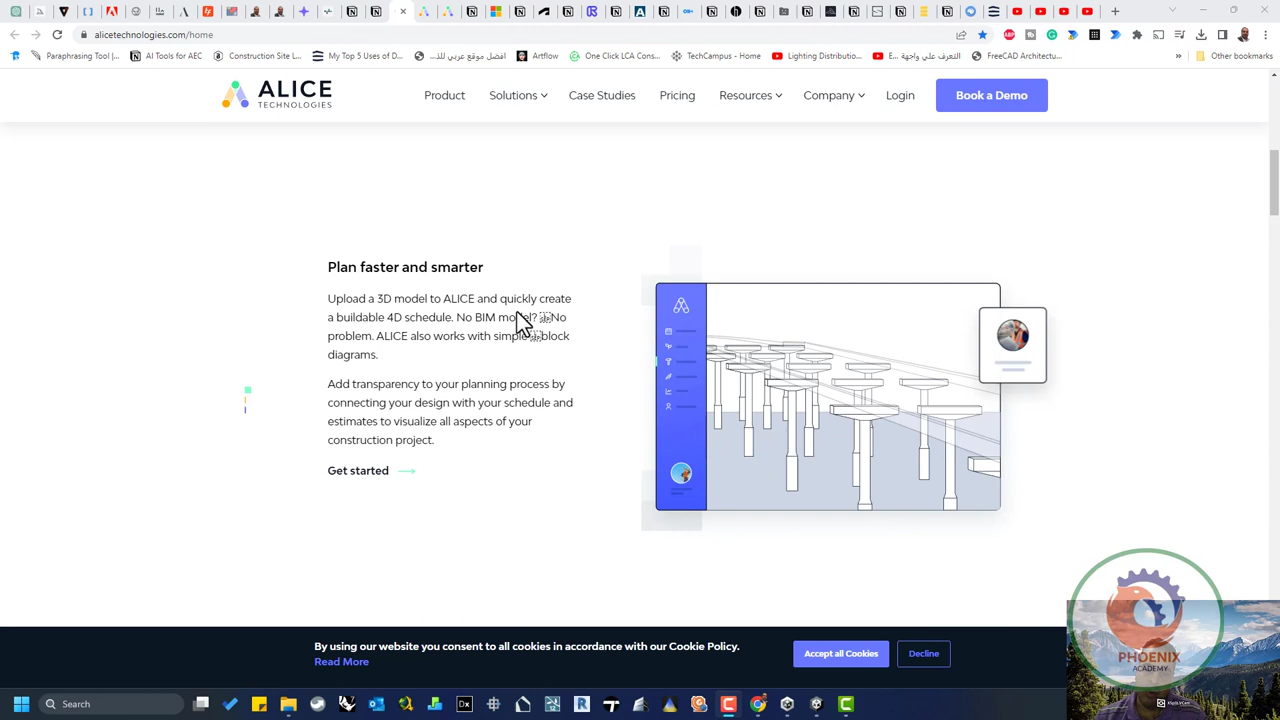 alicetechnologies.com/home
Paraphrasing Tool |...
AI Tools for AEC
Construction Site L...
My Top 5 Uses of D...
افضل موقع عربي للذ...
Artflow
One Click LCA Cons...
TechCampus - Home
Lighting Distributio...
التعرف علي واجهة E...
FreeCAD Architectu...
»
Other bookmarks
ALICE
TECHNOLOGIES
Product
Solutions
Case Studies
Pricing
Resources
Company
Login
Book a Demo
Plan faster and smarter
Upload a 3D model to ALICE and quickly create
a buildable 4D schedule. No BIM model? No
problem. ALICE also works with simple block
diagrams.
Add transparency to your planning process by
connecting your design with your schedule and
estimates to visualize all aspects of your
construction project.
Get started
By using our website you consent to all cookies in accordance with our Cookie Policy.
Read More
Accept all Cookies
Decline
PHOENIX
ACADEMY
Search